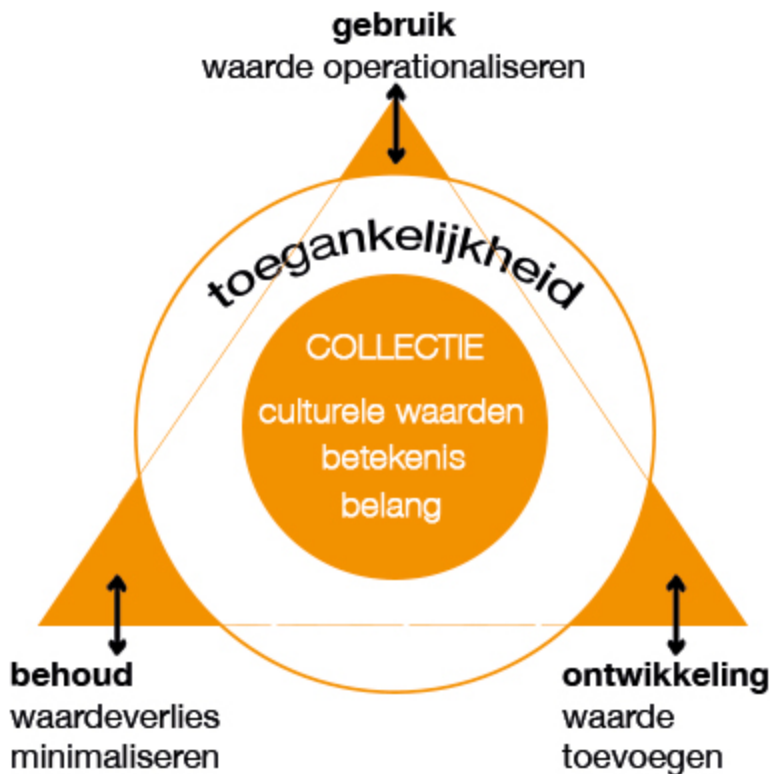 gebruik
waarde operationaliseren
toegankelijkheid
COLLECTIE
culturele waarden
betekenis
belang
behoud
waardeverlies
minimaliseren
ontwikkeling
waarde
toevoegen